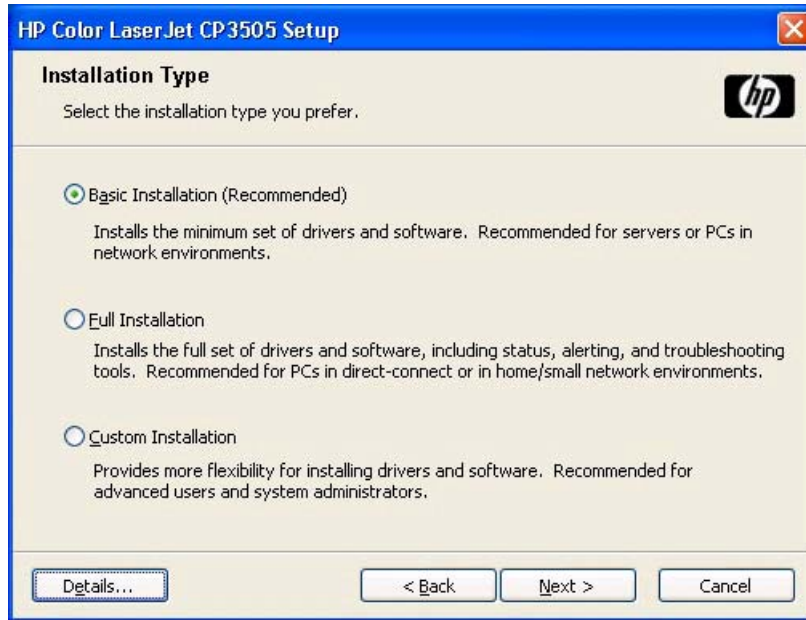 HP Color LaserJet CP3505 Setup
Installation Type
Select the installation type you prefer.
hp
Basic Installation (Recommended)
Installs the minimum set of drivers and software. Recommended for servers or PCs in
network environments.
Full Installation
Installs the full set of drivers and software, including status, alerting, and troubleshooting
tools. Recommended for PCs in direct-connect or in home/small network environments.
Custom Installation
Provides more flexibility for installing drivers and software. Recommended for
advanced users and system administrators.
Details... < Back Next > Cancel